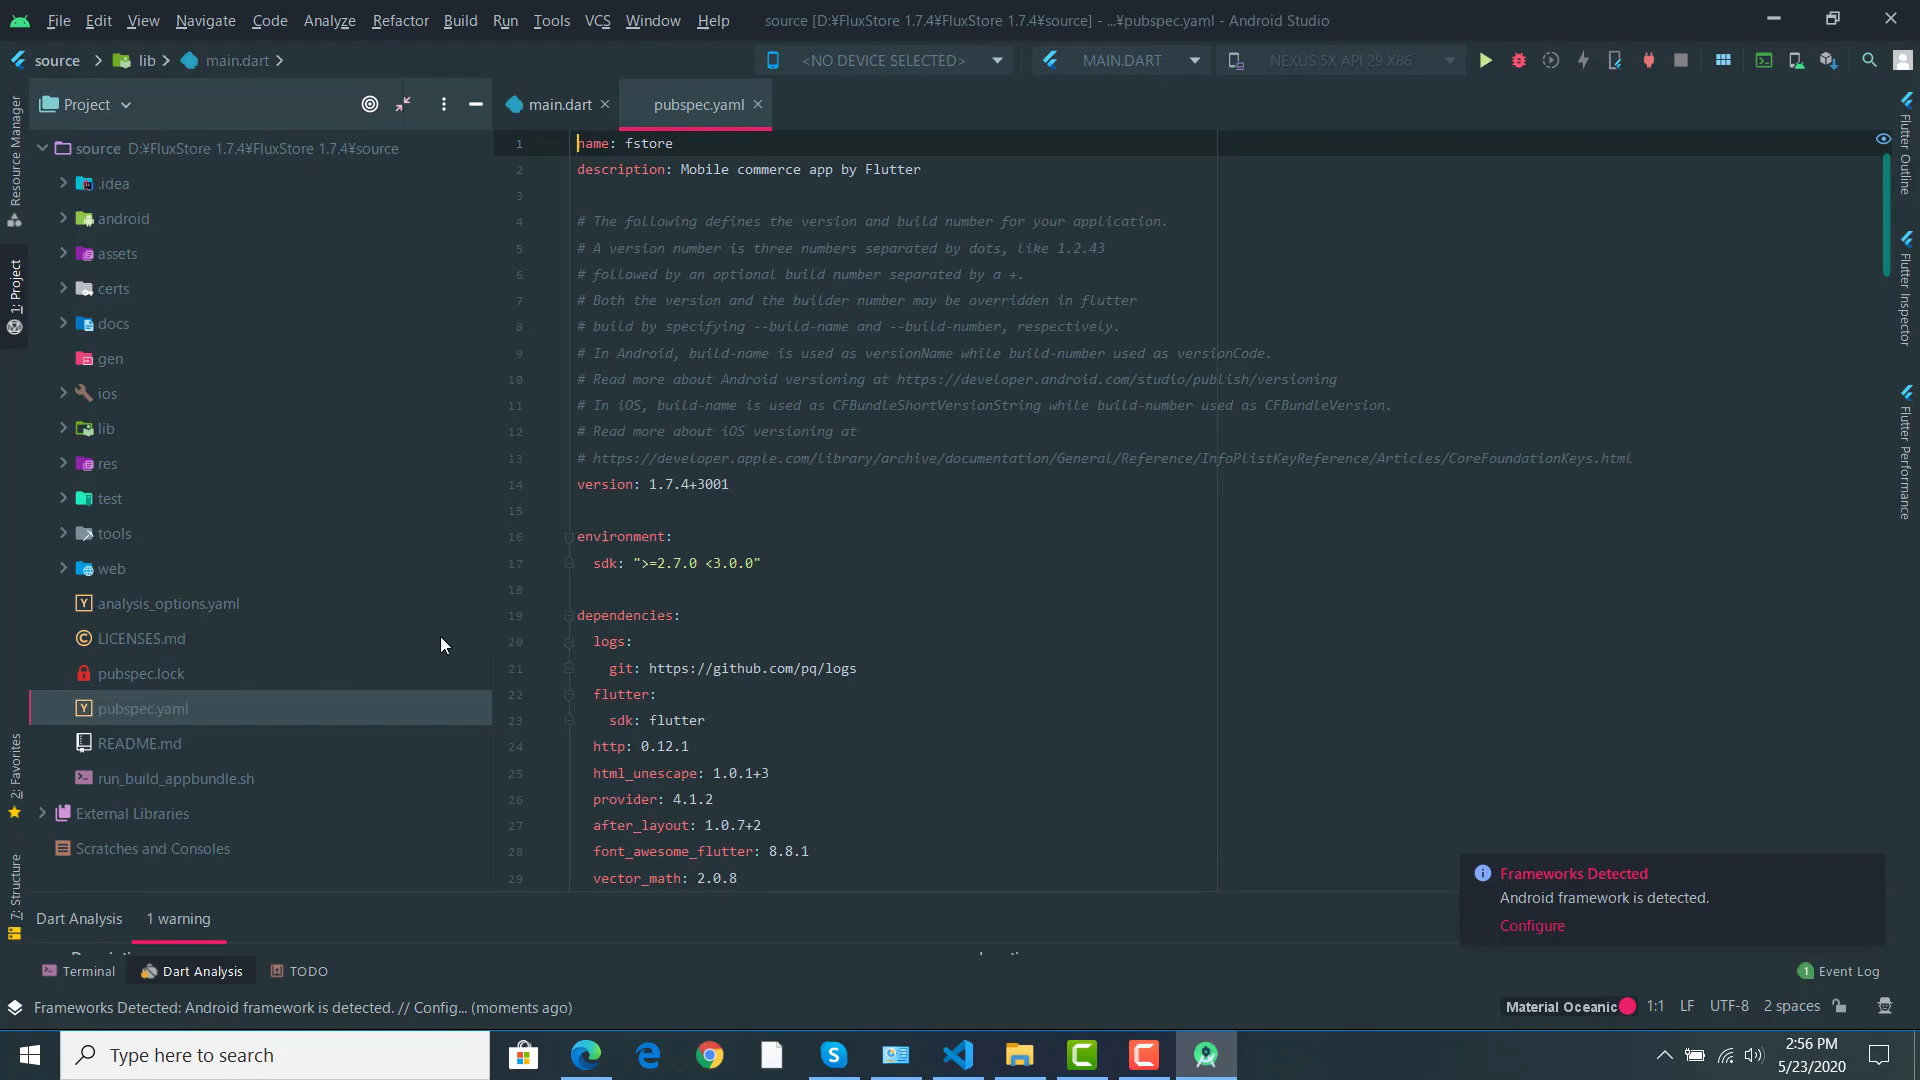 File Edit View Navigate Code Analyze Refactor Build Run Tools VCS Window Help source [D:¥FluxStore 1.7.4¥FluxStore 1.7.4¥source] - ...¥pubspec.yaml - Android Studio
source lib main.dart <NO DEVICE SELECTED> MAIN.DART NEXUS 5X API 29 X86
Project
main.dart pubspec.yaml
source D:¥FluxStore 1.7.4¥FluxStore 1.7.4¥source
.idea
android
assets
certs
docs
gen
ios
lib
res
test
tools
web
analysis_options.yaml
LICENSES.md
pubspec.lock
pubspec.yaml
README.md
run_build_appbundle.sh
External Libraries
Scratches and Consoles
Resource Manager
1: Project
2: Favorites
7: Structure
1 name: fstore
2 description: Mobile commerce app by Flutter
3
4 # The following defines the version and build number for your application.
5 # A version number is three numbers separated by dots, like 1.2.43
6 # followed by an optional build number separated by a +.
7 # Both the version and the builder number may be overridden in flutter
8 # build by specifying --build-name and --build-number, respectively.
9 # In Android, build-name is used as versionName while build-number used as versionCode.
10 # Read more about Android versioning at https://developer.android.com/studio/publish/versioning
11 # In iOS, build-name is used as CFBundleShortVersionString while build-number used as CFBundleVersion.
12 # Read more about iOS versioning at
13 # https://developer.apple.com/library/archive/documentation/General/Reference/InfoPlistKeyReference/Articles/CoreFoundationKeys.html
14 version: 1.7.4+3001
15
16 environment:
17 sdk: ">=2.7.0 <3.0.0"
18
19 dependencies:
20 logs:
21 git: https://github.com/pq/logs
22 flutter:
23 sdk: flutter
24 http: 0.12.1
25 html_unescape: 1.0.1+3
26 provider: 4.1.2
27 after_layout: 1.0.7+2
28 font_awesome_flutter: 8.8.1
29 vector_math: 2.0.8
Flutter Outline
Flutter Inspector
Flutter Performance
Frameworks Detected
Android framework is detected.
Configure
Dart Analysis 1 warning
Terminal Dart Analysis TODO 1 Event Log
Frameworks Detected: Android framework is detected. // Config... (moments ago) Material Oceanic 1:1 LF UTF-8 2 spaces
Type here to search
2:56 PM
5/23/2020